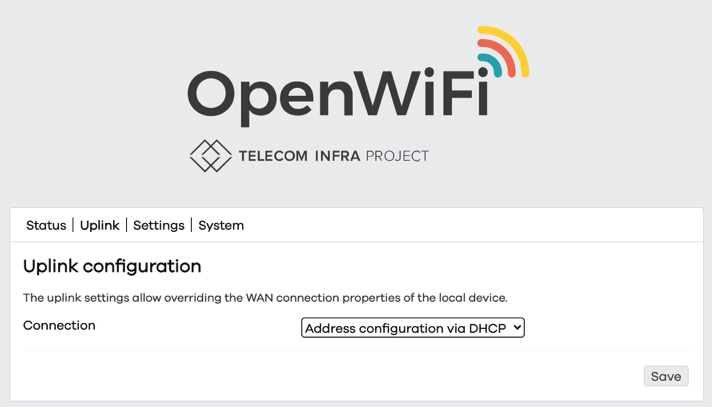 OpenWiFi
TELECOM INFRA PROJECT
Status | Uplink | Settings | System
Uplink configuration
The uplink settings allow overriding the WAN connection properties of the local device.
Connection Address configuration via DHCP
Save